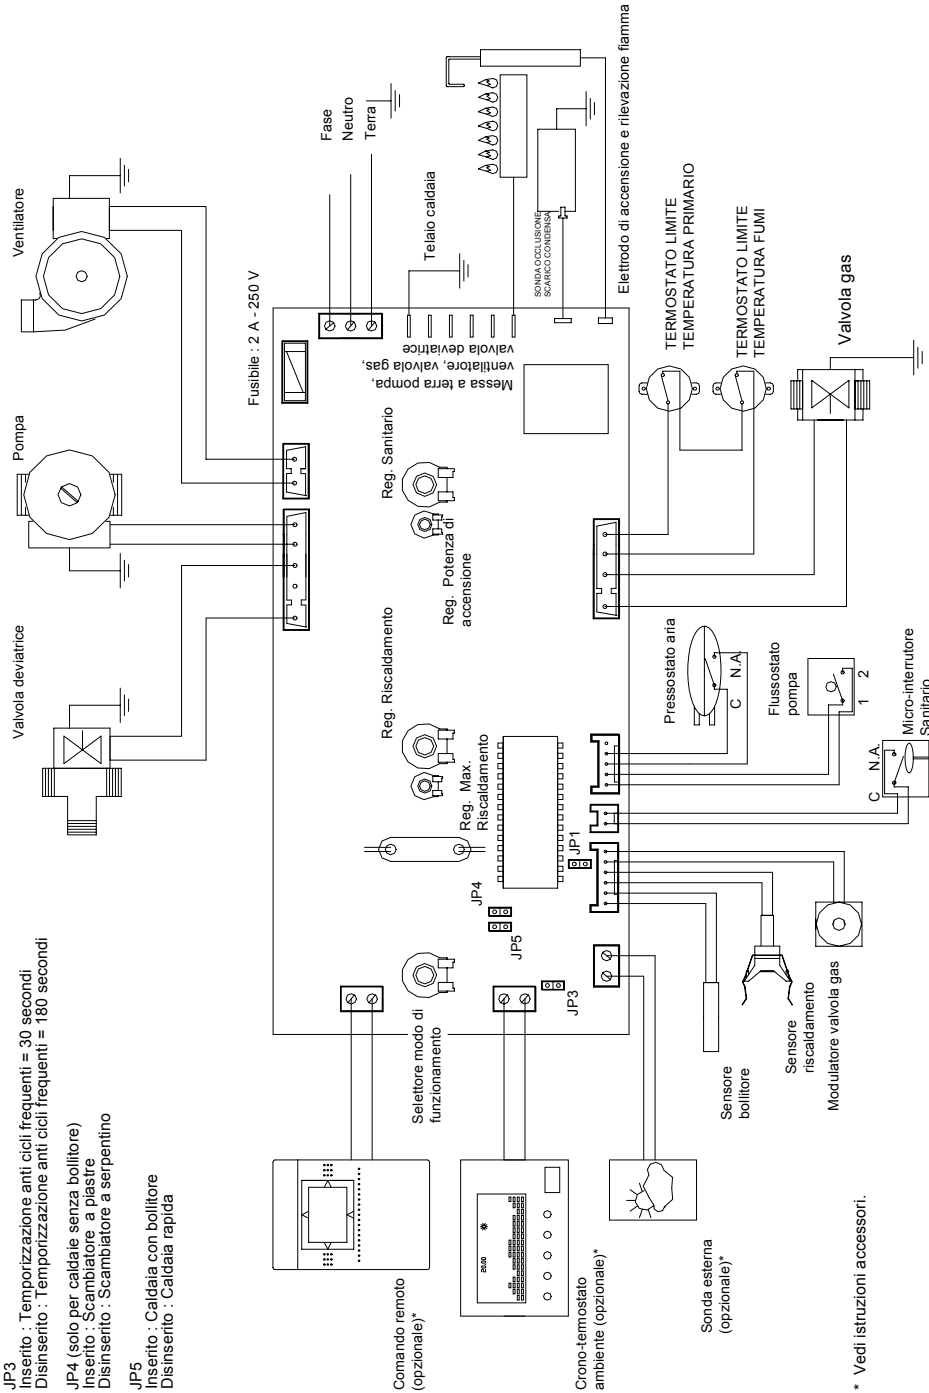 JP3
Inserito : Temporizzazione anti cicli frequenti = 30 secondi
Disinserito : Temporizzazione anti cicli frequenti = 180 secondi
JP4 (solo per caldaie senza bollitore)
Inserito : Scambiatore a piastre
Disinserito : Scambiatore a serpentino
JP5
Inserito : Caldaia con bollitore
Disinserito : Caldaia rapida
Valvola deviatrice
Pompa
Ventilatore
Fusibile : 2 A - 250 V
Fase
Neutro
Terra
Telaio caldaia
Messa a terra pompa,
ventilatore, valvola gas,
valvola deviatrice
SONDA OCCLUSIONE
SCARICO CONDENSA
Elettrodo di accensione e rilevazione fiamma
Selettore modo di
funzionamento
Reg. Riscaldamento
Reg. Max.
Riscaldamento
Reg. Sanitario
Reg. Potenza di
accensione
JP4
JP5
JP1
JP3
Comando remoto
(opzionale)*
20.00
Crono-termostato
ambiente (opzionale)*
Sonda esterna
(opzionale)*
Sensore
bollitore
Sensore
riscaldamento
Modulatore valvola gas
Micro-interrutore
Sanitario
C
N.A.
Flussostato
pompa
1
2
Pressostato aria
C
N.A.
TERMOSTATO LIMITE
TEMPERATURA PRIMARIO
TERMOSTATO LIMITE
TEMPERATURA FUMI
Valvola gas
* Vedi istruzioni accessori.